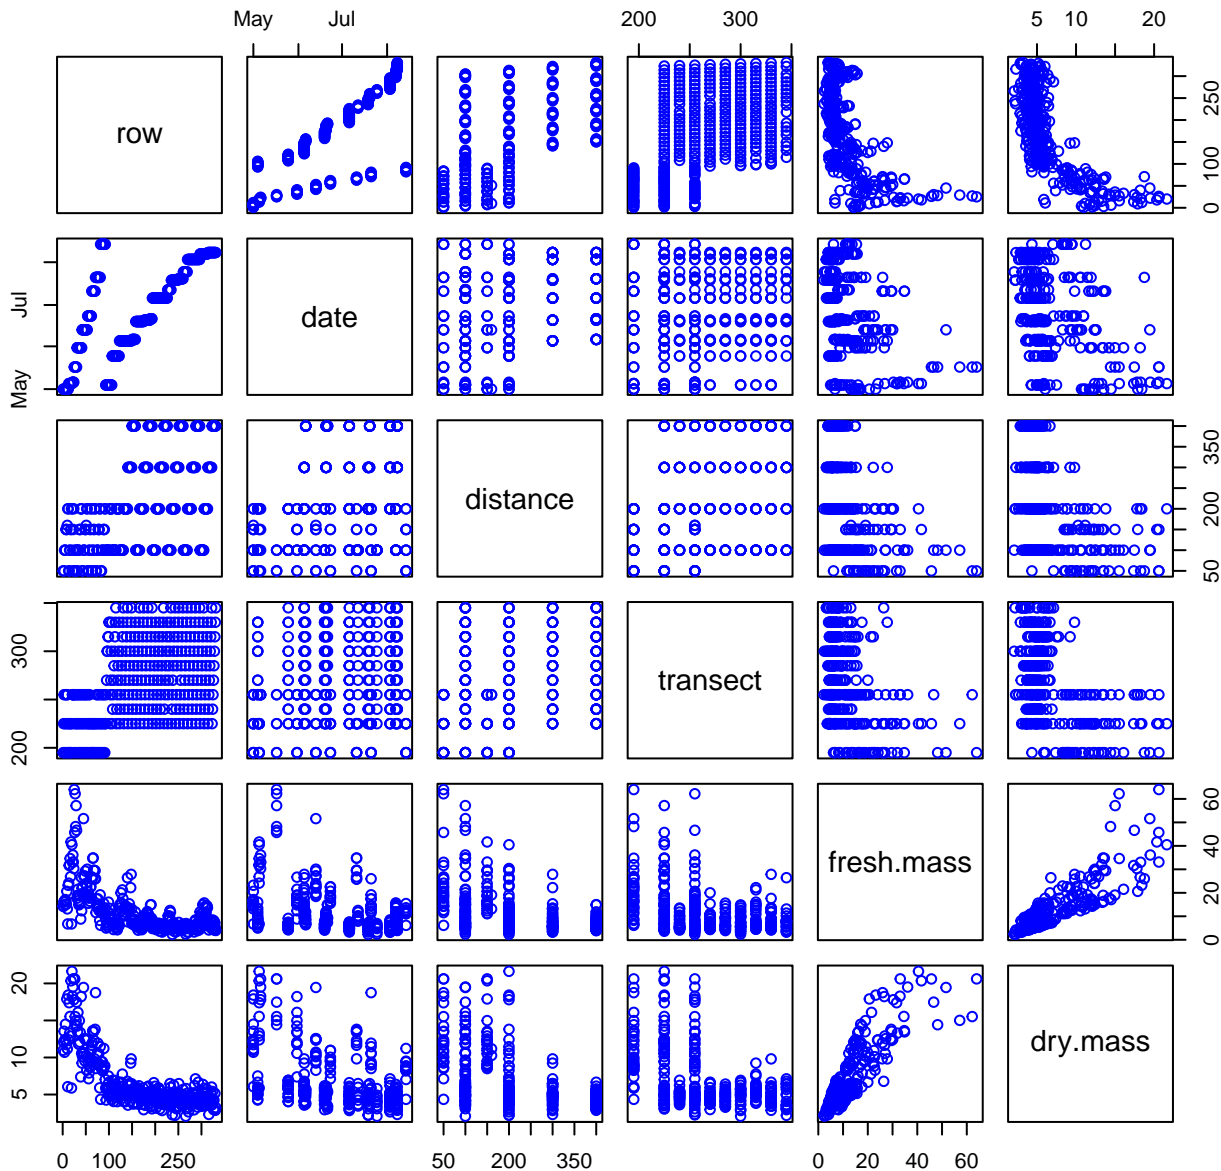 May Jul 200 300 5 10 20
row 0 100 250
May Jul date
distance 50 200 350
200 300 transect
fresh.mass 0 20 40 60
5 10 20 dry.mass
0 100 250 50 200 350 0 20 40 60